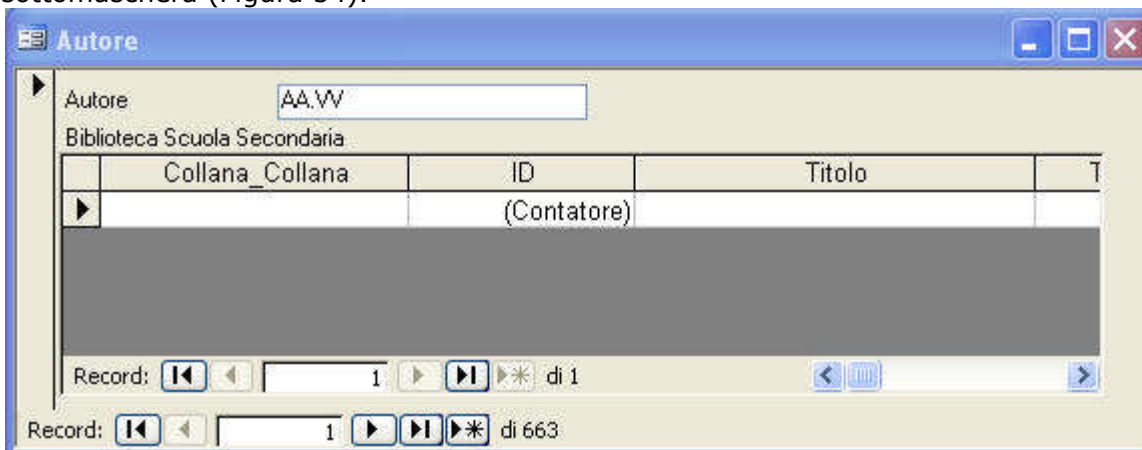 sottomaschera (Figura 34).
Autore
Autore AA.VV
Biblioteca Scuola Secondaria
Collana_Collana ID Titolo T
(Contatore)
Record: 1 di 1
Record: 1 di 663